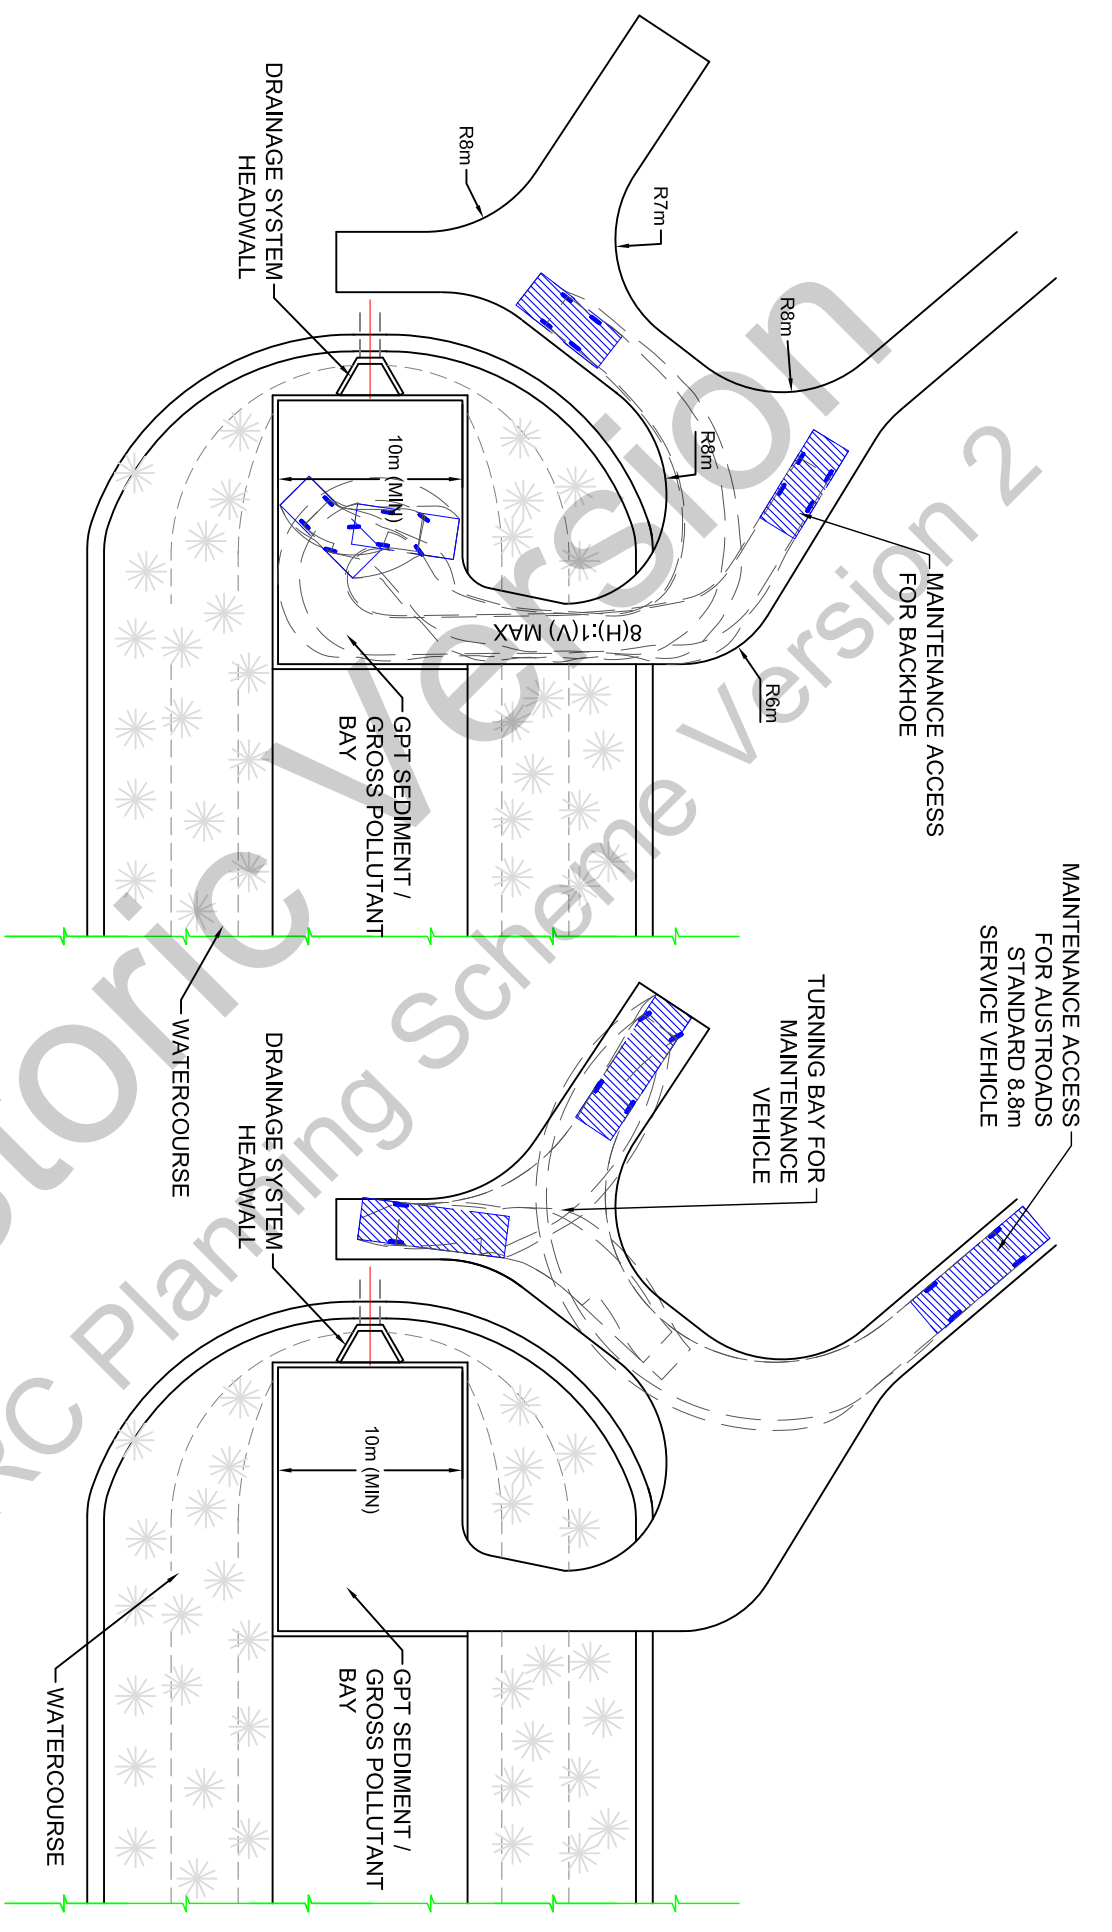 DRAINAGE SYSTEM
HEADWALL
R8m
R7m
R8m
R8m
10m (MIN)
8(H):1(V) MAX
R6m
MAINTENANCE ACCESS
FOR BACKHOE
GPT SEDIMENT /
GROSS POLLUTANT
BAY
WATERCOURSE
MAINTENANCE ACCESS
FOR AUSTROADS
STANDARD 8.8m
SERVICE VEHICLE
TURNING BAY FOR
MAINTENANCE
VEHICLE
DRAINAGE SYSTEM
HEADWALL
10m (MIN)
GPT SEDIMENT /
GROSS POLLUTANT
BAY
WATERCOURSE
toric Version
RC Planning Scheme Version 2